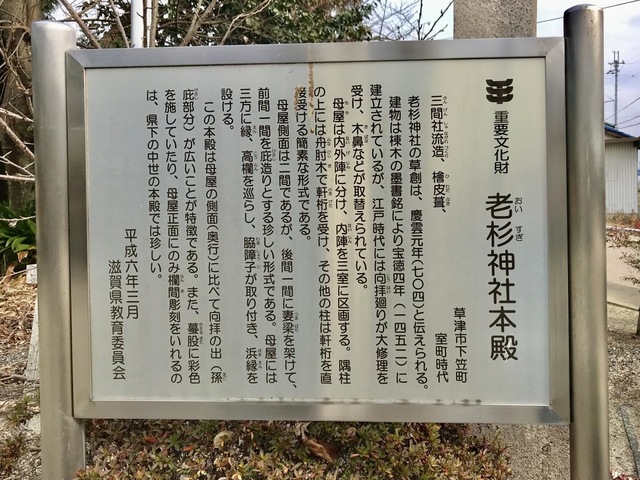 重要文化財
老杉神社本殿
おい すぎ
草津市下笠町
室町時代
三間社流造、檜皮葺、
老杉神社の草創は、慶雲元年(七〇四)と伝えられる。
建物は棟木の墨書銘により宝徳四年(一四五二)に
建立されているが、江戸時代には向拝廻りが大修理を
受け、木鼻などが取替えられている。
母屋は内外陣に分け、内陣を三室に区画する。隅柱
の上には舟肘木で軒桁を受け、その他の柱は軒桁を直
接受ける簡素な形式である。
母屋側面は二間であるが、後間一間に妻梁を架けて、
前間一間を庇造りとする珍しい形式である。母屋には
三方に縁、高欄を巡らし、脇障子が取り付き、浜縁を
設ける。
この本殿は母屋の側面(奥行)に比べて向拝の出(孫
庇部分)が広いことが特徴である。また、蟇股に彩色
を施していたり、母屋正面にのみ欄間彫刻をいれるの
は、県下の中世の本殿では珍しい。
平成六年三月
滋賀県教育委員会